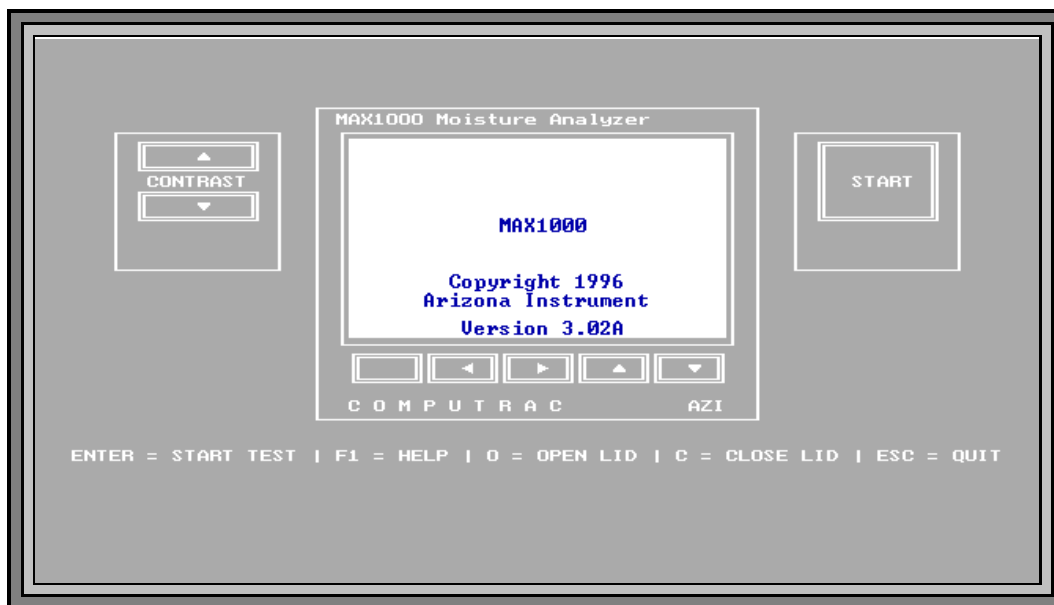 MAX1000 Moisture Analyzer
CONTRAST
START
MAX1000
Copyright 1996
Arizona Instrument
Version 3.02A
COMPUTRAC AZI
ENTER = START TEST | F1 = HELP | O = OPEN LID | C = CLOSE LID | ESC = QUIT